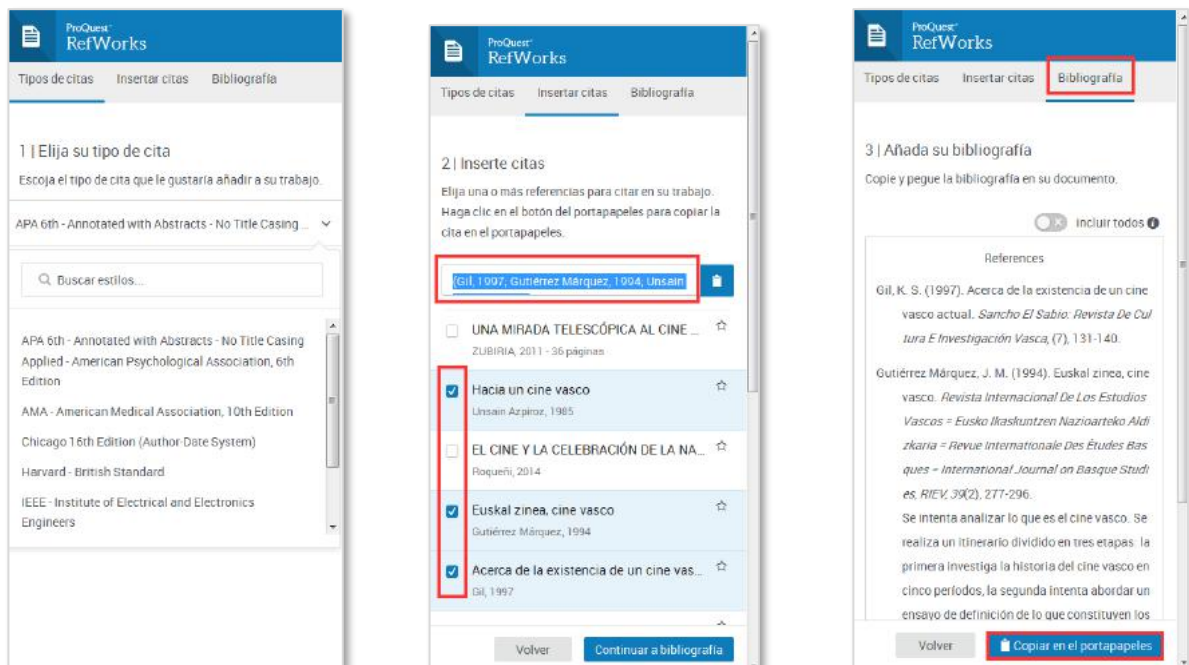 ProQuest
RefWorks
Tipos de citas Insertar citas Bibliografía
1 | Elija su tipo de cita
Escoja el tipo de cita que le gustaría añadir a su trabajo.
APA 6th - Annotated with Abstracts - No Title Casing ...
Buscar estilos...
APA 6th - Annotated with Abstracts - No Title Casing
Applied - American Psychological Association, 6th
Edition
AMA - American Medical Association, 10th Edition
Chicago 16th Edition (Author-Date System)
Harvard - British Standard
IEEE - Institute of Electrical and Electronics
Engineers
ProQuest
RefWorks
Tipos de citas Insertar citas Bibliografía
2 | Inserte citas
Elija una o más referencias para citar en su trabajo.
Haga clic en el botón del portapapeles para copiar la
cita en el portapapeles.
(Gil, 1997; Gutiérrez Márquez, 1994; Unsain
UNA MIRADA TELESCÓPICA AL CINE ...
ZUBIRIA, 2011 - 36 páginas
Hacia un cine vasco
Unsain Azpiroz, 1985
EL CINE Y LA CELEBRACIÓN DE LA NA...
Roqueñi, 2014
Euskal zinea, cine vasco
Gutiérrez Márquez, 1994
Acerca de la existencia de un cine vas...
Gil, 1997
Volver Continuar a bibliografía
ProQuest
RefWorks
Tipos de citas Insertar citas Bibliografía
3 | Añada su bibliografía
Copie y pegue la bibliografía en su documento.
incluir todos
References
Gil, K. S. (1997). Acerca de la existencia de un cine
vasco actual. Sancho El Sabio: Revista De Cul
tura E Investigación Vasca, (7), 131-140.
Gutiérrez Márquez, J. M. (1994). Euskal zinea, cine
vasco. Revista Internacional De Los Estudios
Vascos = Eusko Ikaskuntzen Nazioarteko Aldi
zkaria = Revue Internationale Des Études Bas
ques = International Journal on Basque Studi
es, RIEV, 39(2), 277-296.
Se intenta analizar lo que es el cine vasco. Se
realiza un itinerario dividido en tres etapas: la
primera investiga la historia del cine vasco en
cinco períodos, la segunda intenta abordar un
ensayo de definición de lo que constituyen los
Volver Copiar en el portapapeles